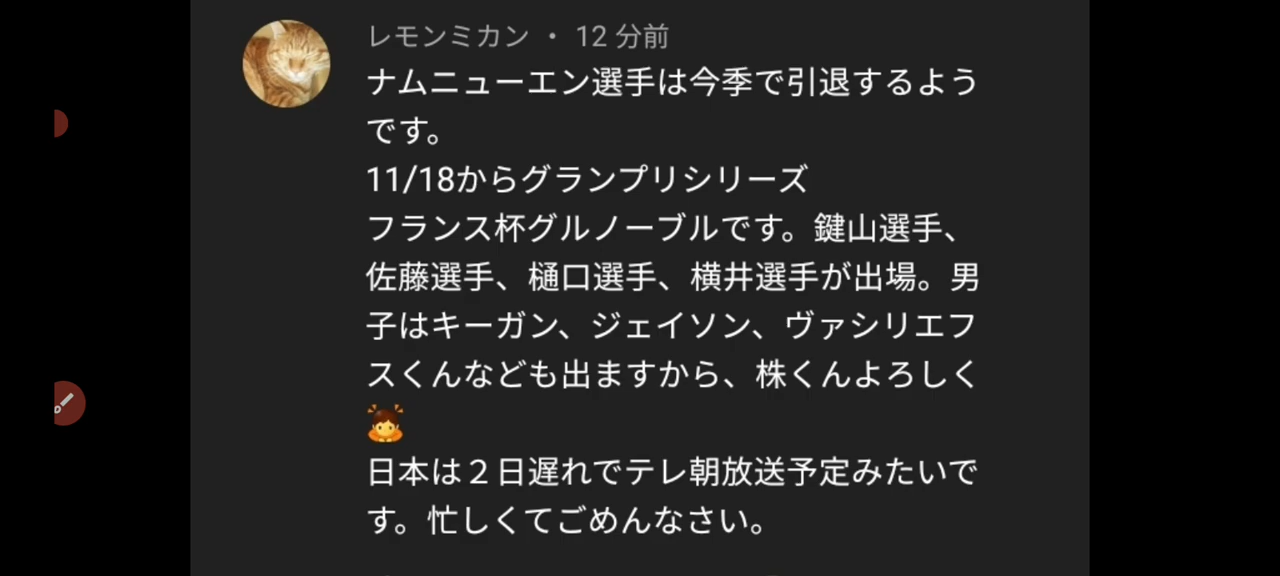 レモンミカン・12 分前
ナムニューエン選手は今季で引退するよう
です。
11/18からグランプリシリーズ
フランス杯グルノーブルです。鍵山選手、
佐藤選手、樋口選手、横井選手が出場。男
子はキーガン、ジェイソン、ヴァシリエフ
スくんなども出ますから、株くんよろしく
🙇
日本は２日遅れでテレ朝放送予定みたいで
す。忙しくてごめんなさい。